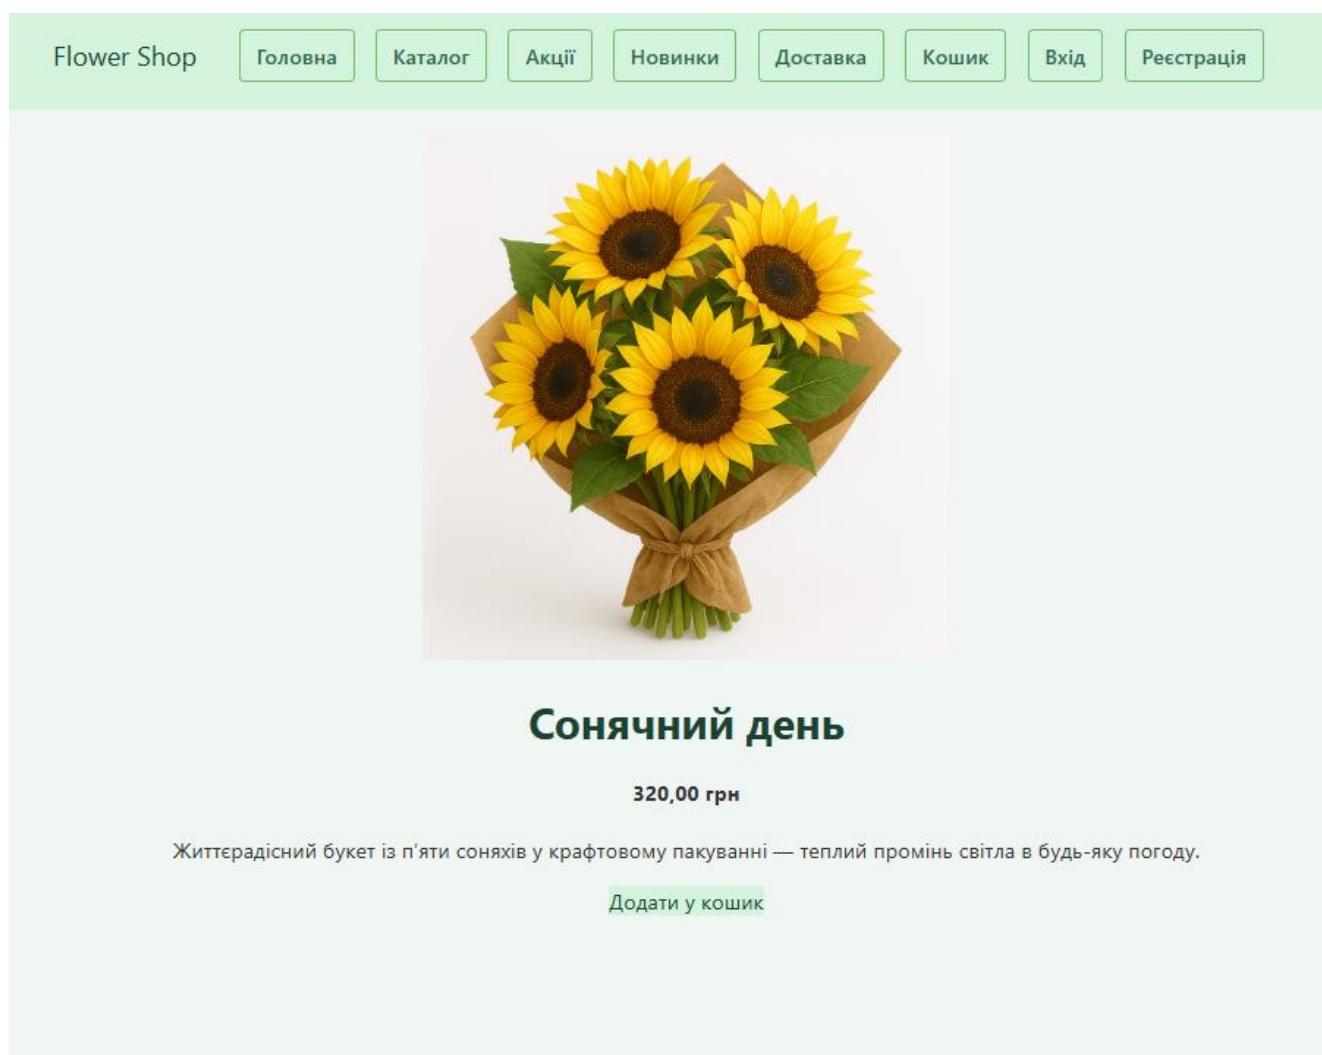 Flower Shop Головна Каталог Акції Новинки Доставка Кошик Вхід Реєстрація
Сонячний день
320,00 грн
Життєрадісний букет із п'яти соняхів у крафтовому пакуванні — теплий промінь світла в будь-яку погоду.
Додати у кошик